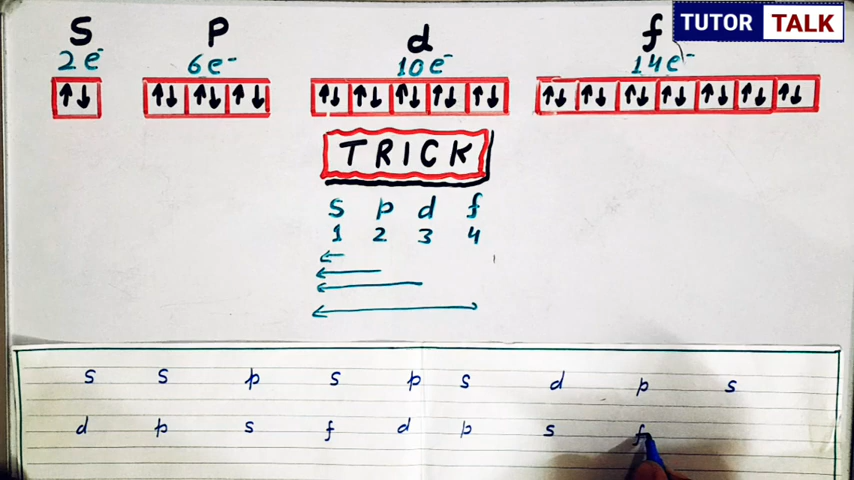 S P d f
TUTOR TALK
2e⁻ 6e⁻ 10e⁻ 14e⁻
TRICK
s p d f
1 2 3 4
s s p s p s d p s
d p s f d p s f